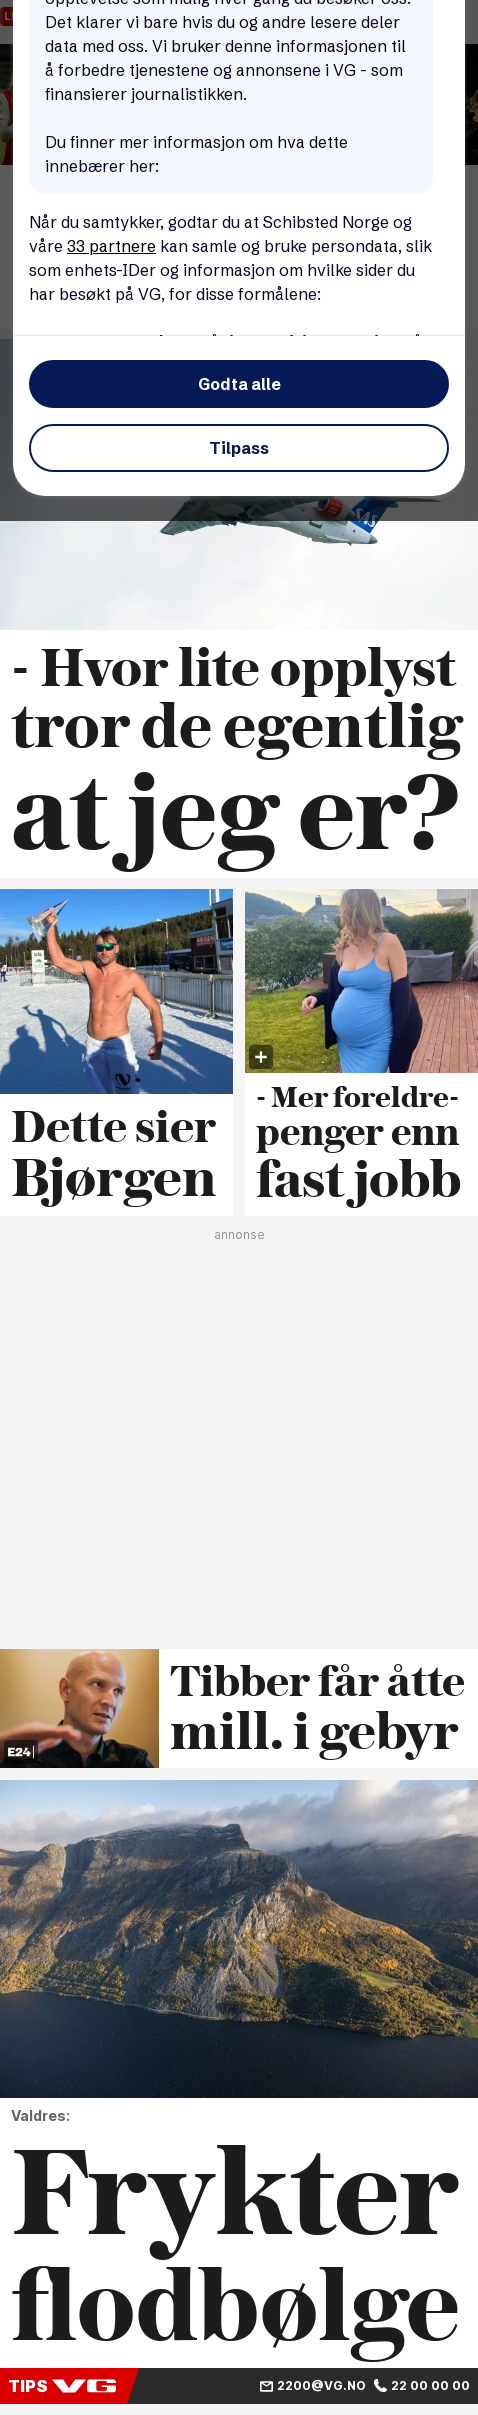 Det klarer vi bare hvis du og andre lesere deler
data med oss. Vi bruker denne informasjonen til
å forbedre tjenestene og annonsene i VG - som
finansierer journalistikken.
Du finner mer informasjon om hva dette
innebærer her:
Når du samtykker, godtar du at Schibsted Norge og
våre 33 partnere kan samle og bruke persondata, slik
som enhets-IDer og informasjon om hvilke sider du
har besøkt på VG, for disse formålene:
Godta alle
Tilpass
SAS
- Hvor lite opplyst
tror de egentlig
at jeg er?
Dette sier
Bjørgen
- Mer foreldre-
penger enn
fast jobb
annonse
E24
Tibber får åtte
mill. i gebyr
Valdres:
Frykter
flodbølge
TIPS VG 2200@VG.NO 22 00 00 00